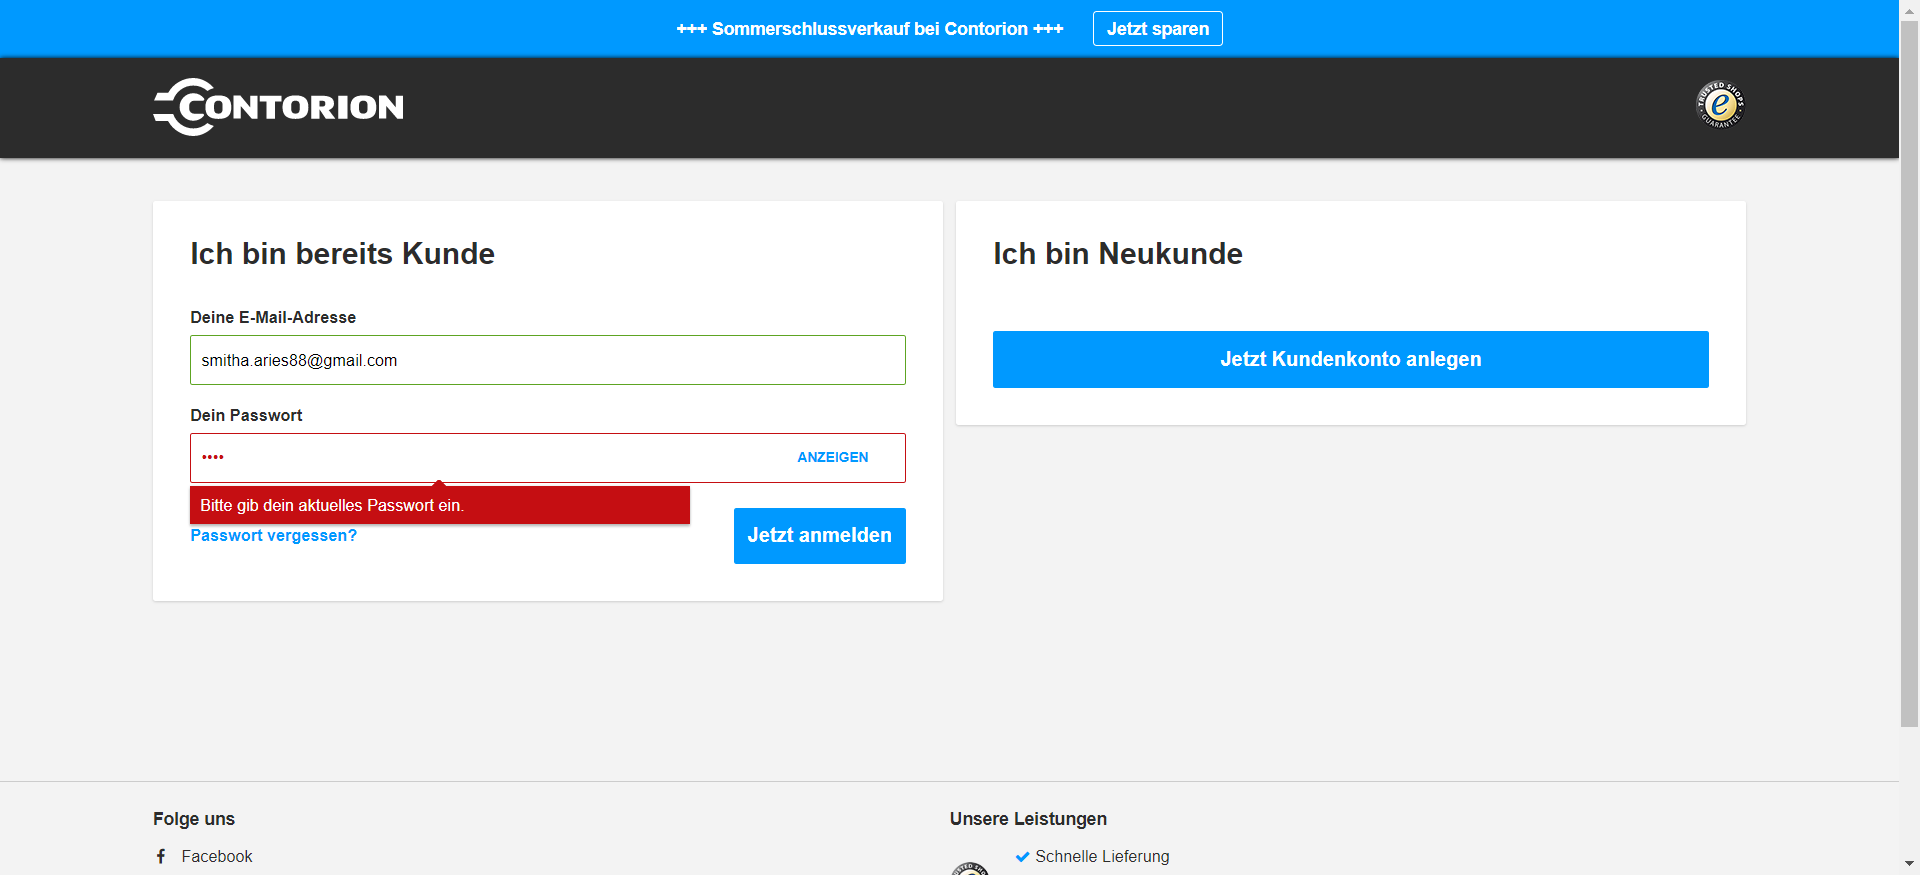 +++ Sommerschlussverkauf bei Contorion +++ Jetzt sparen
CONTORION
TRUSTED SHOPS
e
GUARANTEE
Ich bin bereits Kunde
Deine E-Mail-Adresse
smitha.aries88@gmail.com
Dein Passwort
•••• ANZEIGEN
Bitte gib dein aktuelles Passwort ein.
Passwort vergessen?
Jetzt anmelden
Ich bin Neukunde
Jetzt Kundenkonto anlegen
Folge uns
Facebook
Unsere Leistungen
Schnelle Lieferung